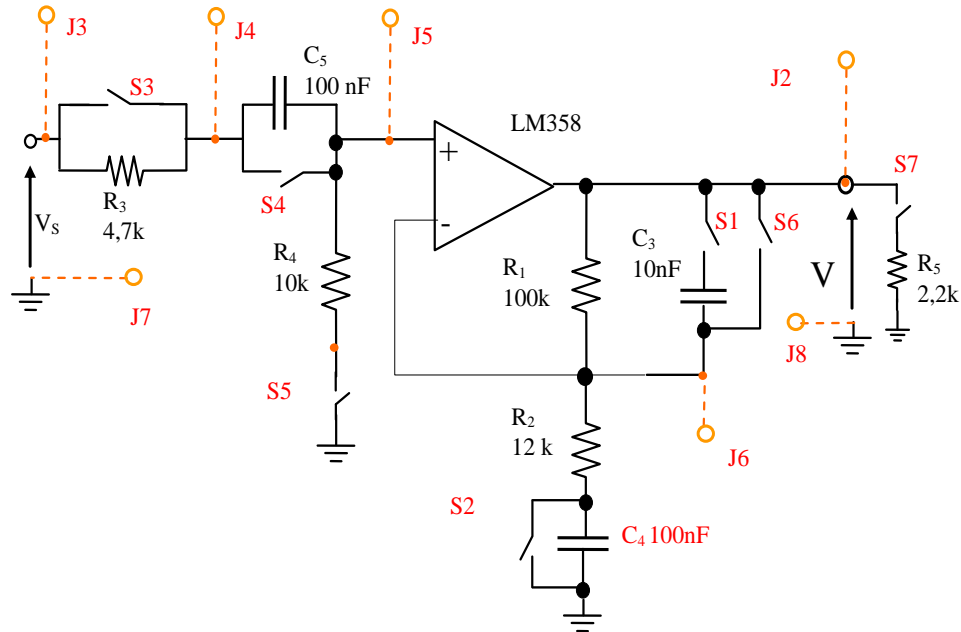 J3
J4
J5
C5
100 nF
S3
J2
LM358
S7
R3
4,7k
S4
VS
+
-
S1
S6
C3
10nF
R4
10k
R1
100k
V
R5
2,2k
J7
J8
S5
R2
12 k
J6
S2
C4 100nF